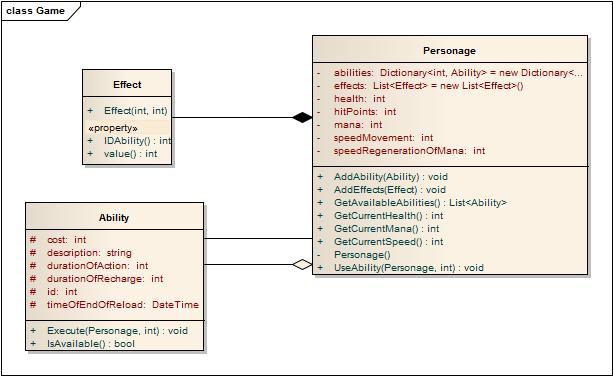 class Game
Personage
- abilities: Dictionary<int, Ability> = new Dictionary<...
- effects: List<Effect> = new List<Effect>()
- health: int
- hitPoints: int
- mana: int
- speedMovement: int
- speedRegenerationOfMana: int
+ AddAbility(Ability) : void
+ AddEffects(Effect) : void
+ GetAvailableAbilities() : List<Ability>
+ GetCurrentHealth() : int
+ GetCurrentMana() : int
+ GetCurrentSpeed() : int
- Personage()
+ UseAbility(Personage, int) : void
Effect
+ Effect(int, int)
«property»
+ IDAbility() : int
+ value() : int
Ability
# cost: int
# description: string
# durationOfAction: int
# durationOfRecharge: int
# id: int
# timeOfEndOfReload: DateTime
+ Execute(Personage, int) : void
+ IsAvailable() : bool